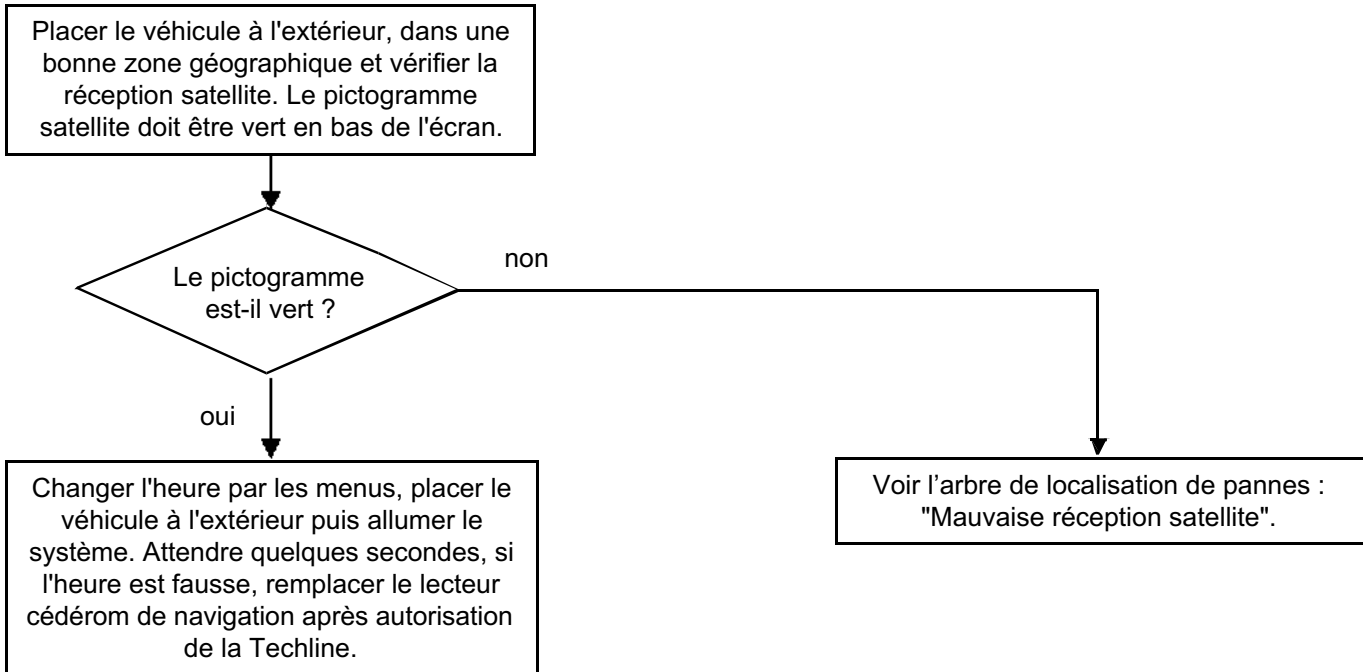 Placer le véhicule à l'extérieur, dans une
bonne zone géographique et vérifier la
réception satellite. Le pictogramme
satellite doit être vert en bas de l'écran.
Le pictogramme
est-il vert ?
non
oui
Changer l'heure par les menus, placer le
véhicule à l'extérieur puis allumer le
système. Attendre quelques secondes, si
l'heure est fausse, remplacer le lecteur
cédérom de navigation après autorisation
de la Techline.
Voir l’arbre de localisation de pannes :
"Mauvaise réception satellite".